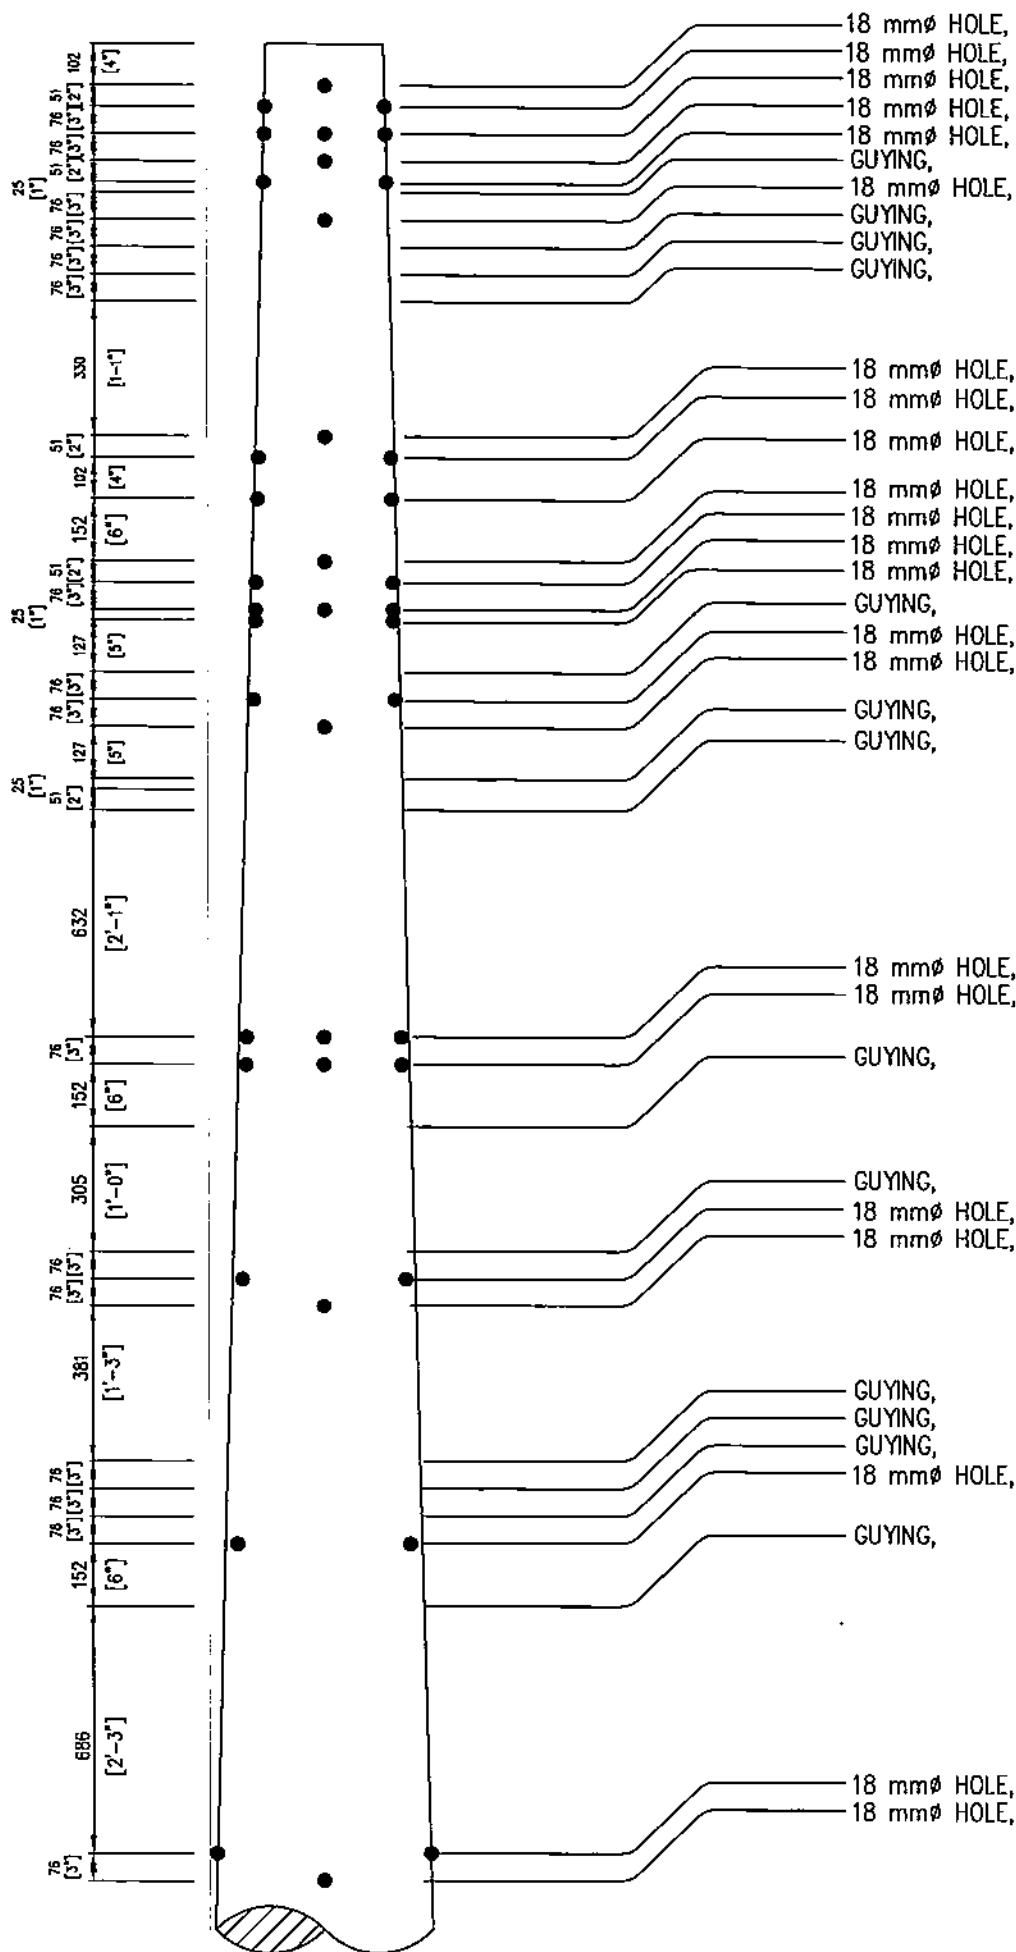 18 mmø HOLE,
18 mmø HOLE,
18 mmø HOLE,
18 mmø HOLE,
18 mmø HOLE,
GUYING,
18 mmø HOLE,
GUYING,
GUYING,
GUYING,
18 mmø HOLE,
18 mmø HOLE,
18 mmø HOLE,
18 mmø HOLE,
18 mmø HOLE,
18 mmø HOLE,
18 mmø HOLE,
GUYING,
18 mmø HOLE,
18 mmø HOLE,
GUYING,
GUYING,
18 mmø HOLE,
18 mmø HOLE,
GUYING,
GUYING,
18 mmø HOLE,
18 mmø HOLE,
GUYING,
GUYING,
GUYING,
18 mmø HOLE,
GUYING,
18 mmø HOLE,
18 mmø HOLE,
102
[4"]
51
[2"]
76
[3"]
76
[3"]
51
[2"]
25
[1"]
76
[3"]
76
[3"]
76
[3"]
76
[3"]
330
[1-1"]
51
[2"]
102
[4"]
152
[6"]
51
[2"]
76
[3"]
25
[1"]
127
[5"]
76
[3"]
76
[3"]
127
[5"]
25
[1"]
51
[2"]
632
[2'-1"]
76
[3"]
152
[6"]
305
[1'-0"]
76
[3"]
76
[3"]
381
[1'-3"]
76
[3"]
76
[3"]
76
[3"]
152
[6"]
686
[2'-3"]
76
[3"]